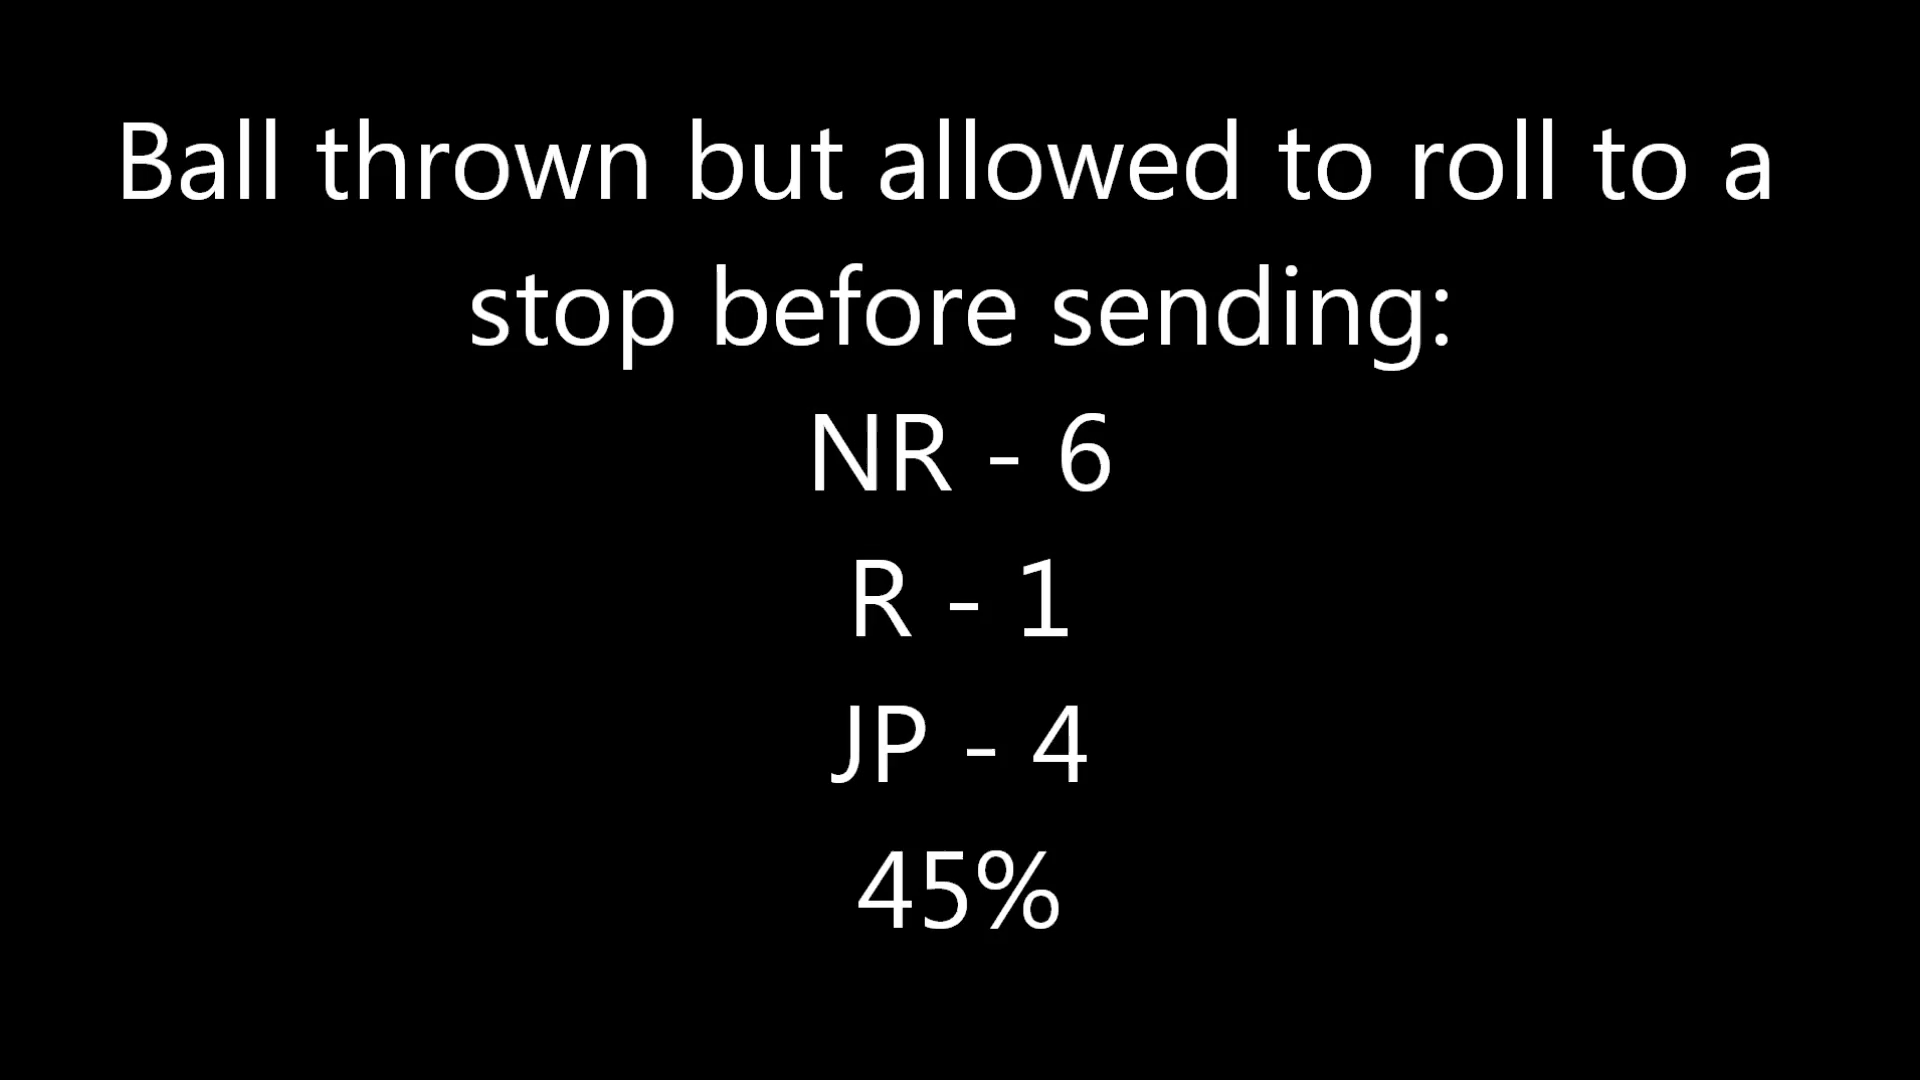 Ball thrown but allowed to roll to a
stop before sending:
NR - 6
R - 1
JP - 4
45%